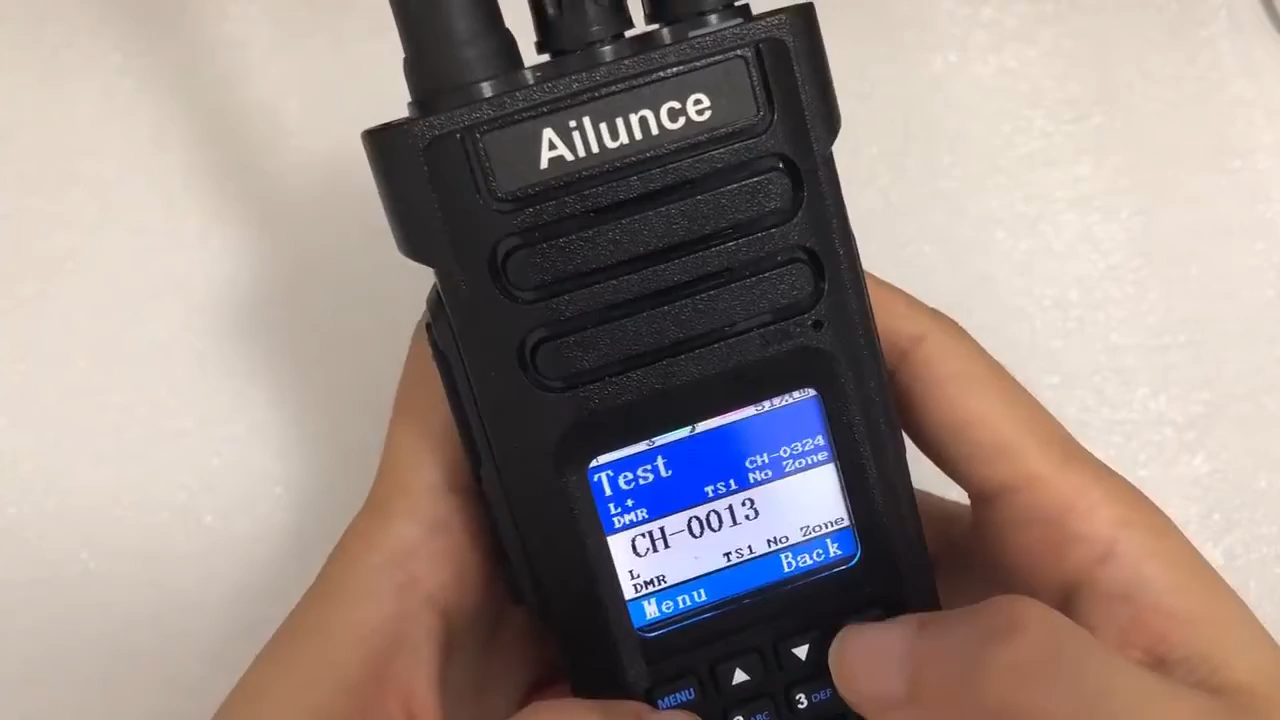 Ailunce
Test CH-0324
L+ TS1 No Zone
DMR
CH-0013
L TS1 No Zone
DMR
Menu Back
MENU
3 DEF